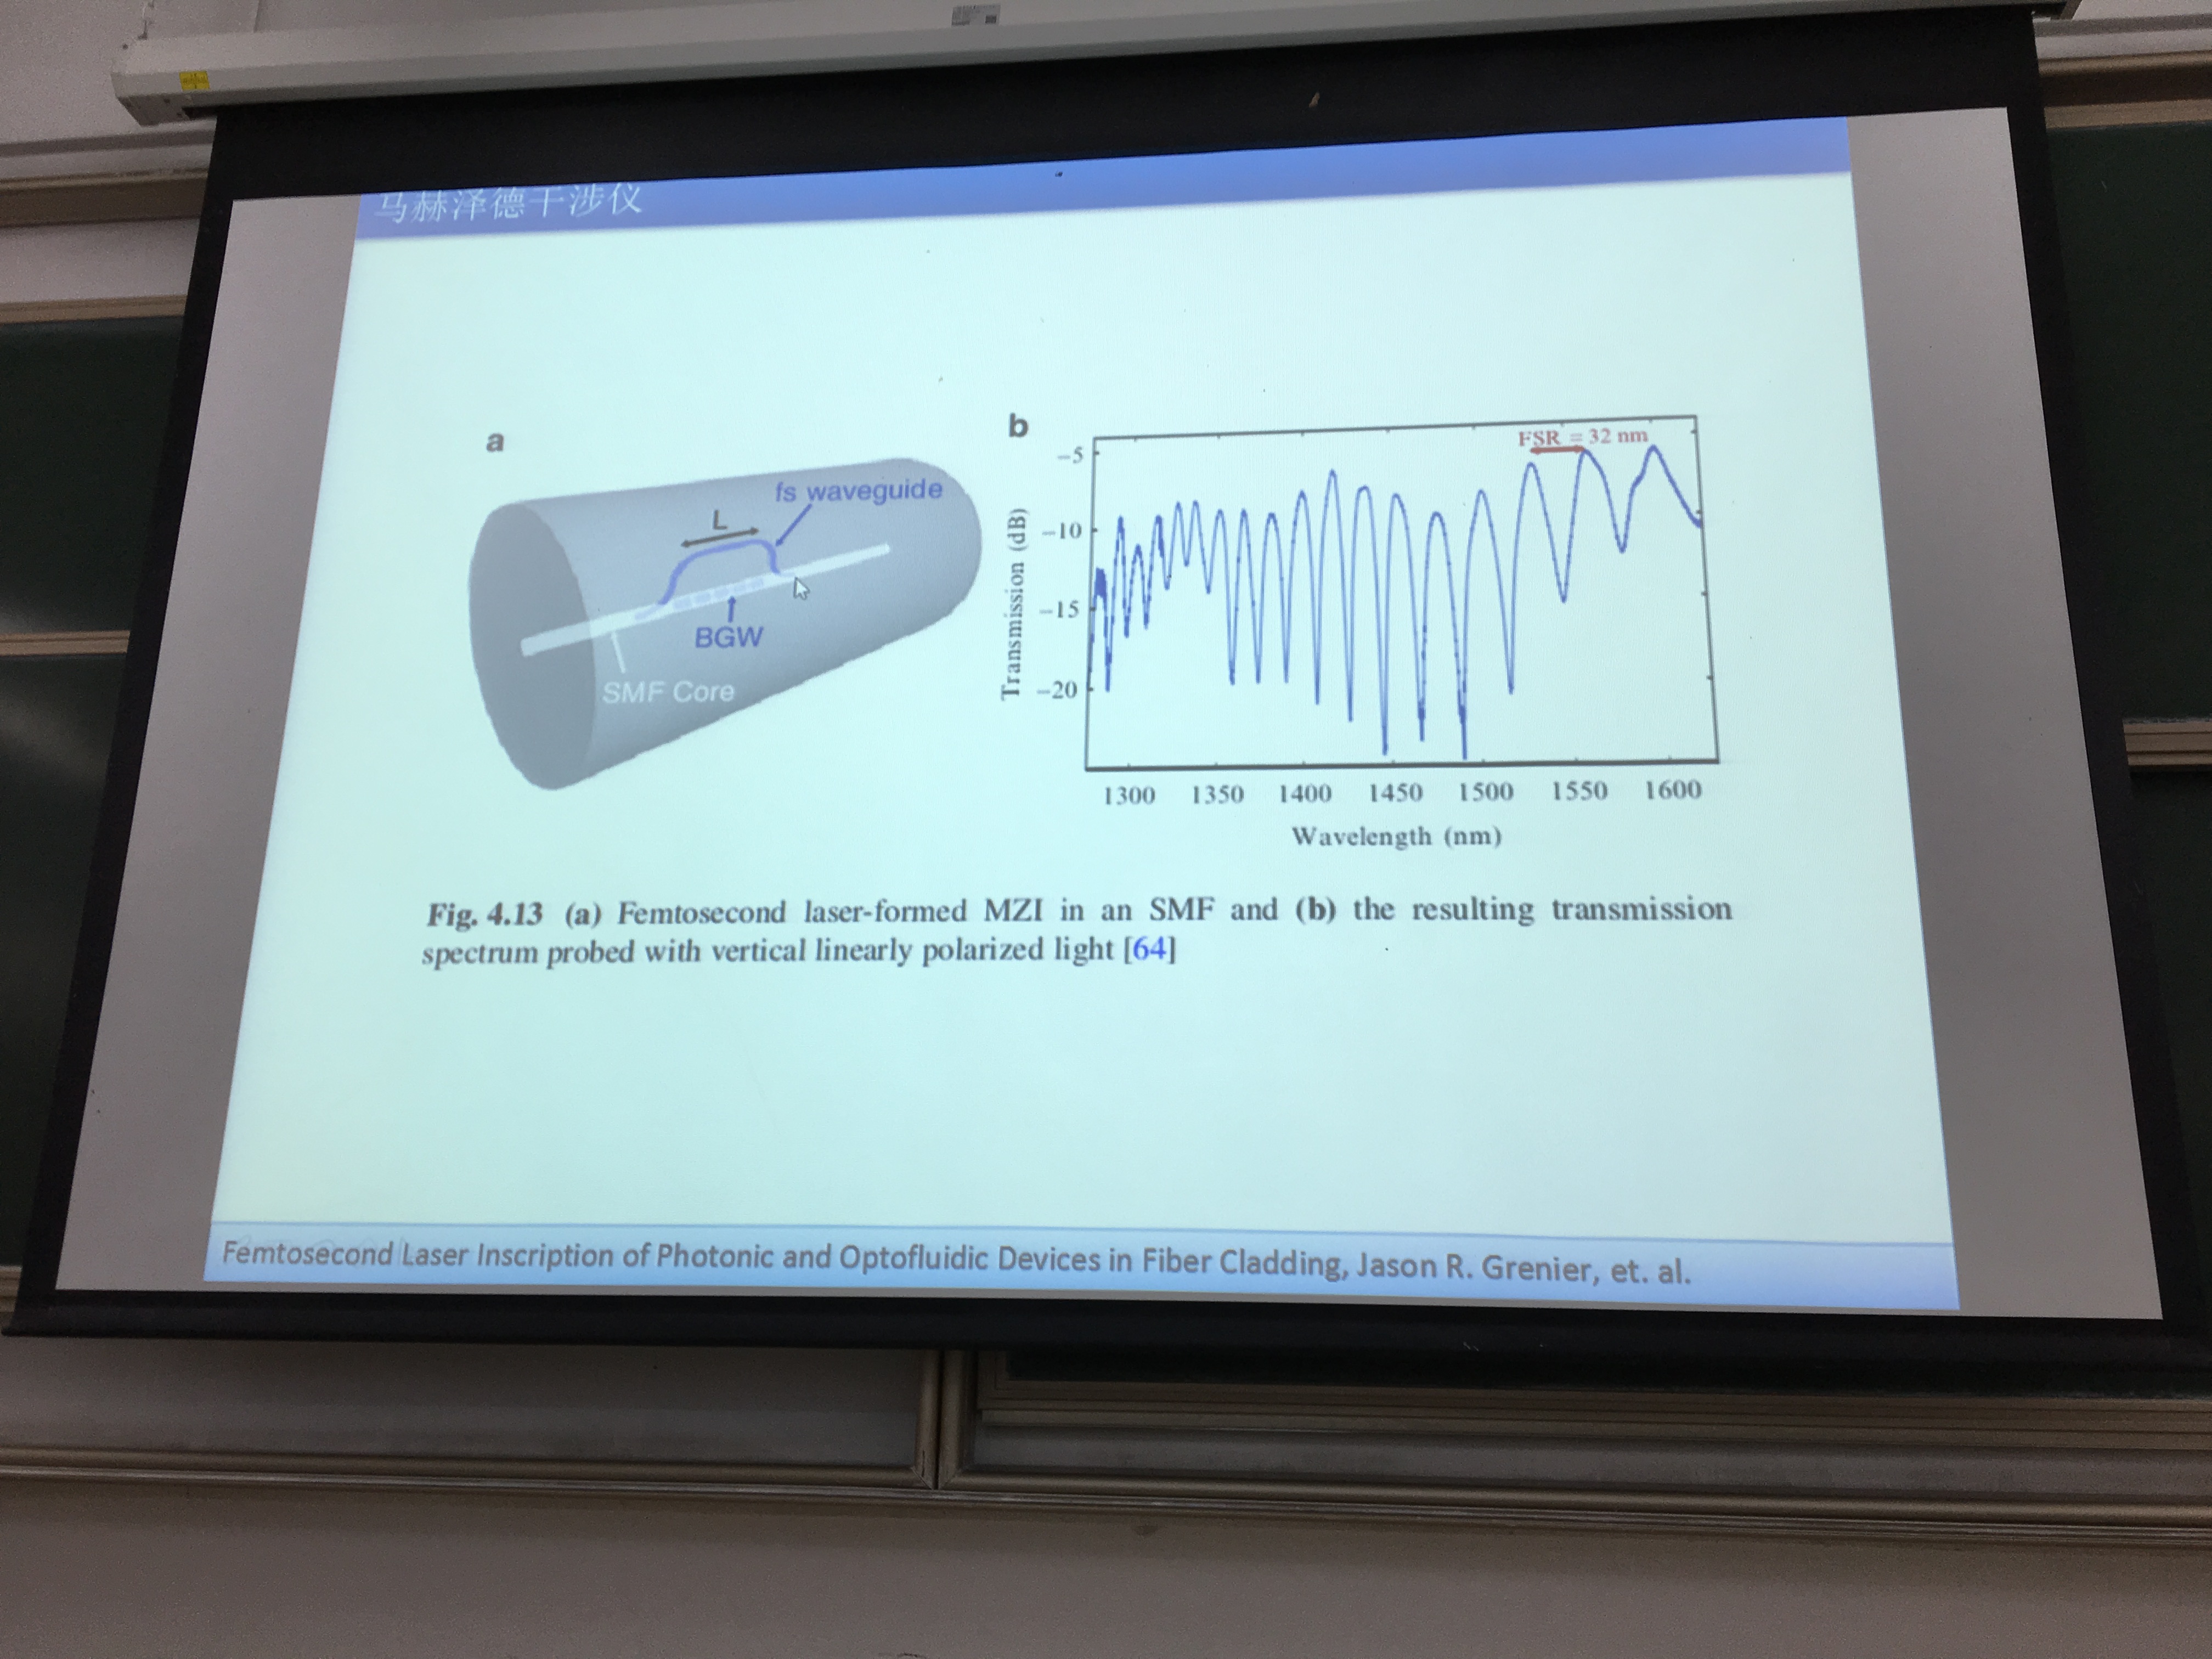 马赫泽德干涉仪
a
fs waveguide
L
BGW
SMF Core
b
FSR = 32 nm
−5
−10
−15
−20
Transmission (dB)
1300 1350 1400 1450 1500 1550 1600
Wavelength (nm)
Fig. 4.13 (a) Femtosecond laser-formed MZI in an SMF and (b) the resulting transmission
spectrum probed with vertical linearly polarized light [64]
Femtosecond Laser Inscription of Photonic and Optofluidic Devices in Fiber Cladding, Jason R. Grenier, et. al.